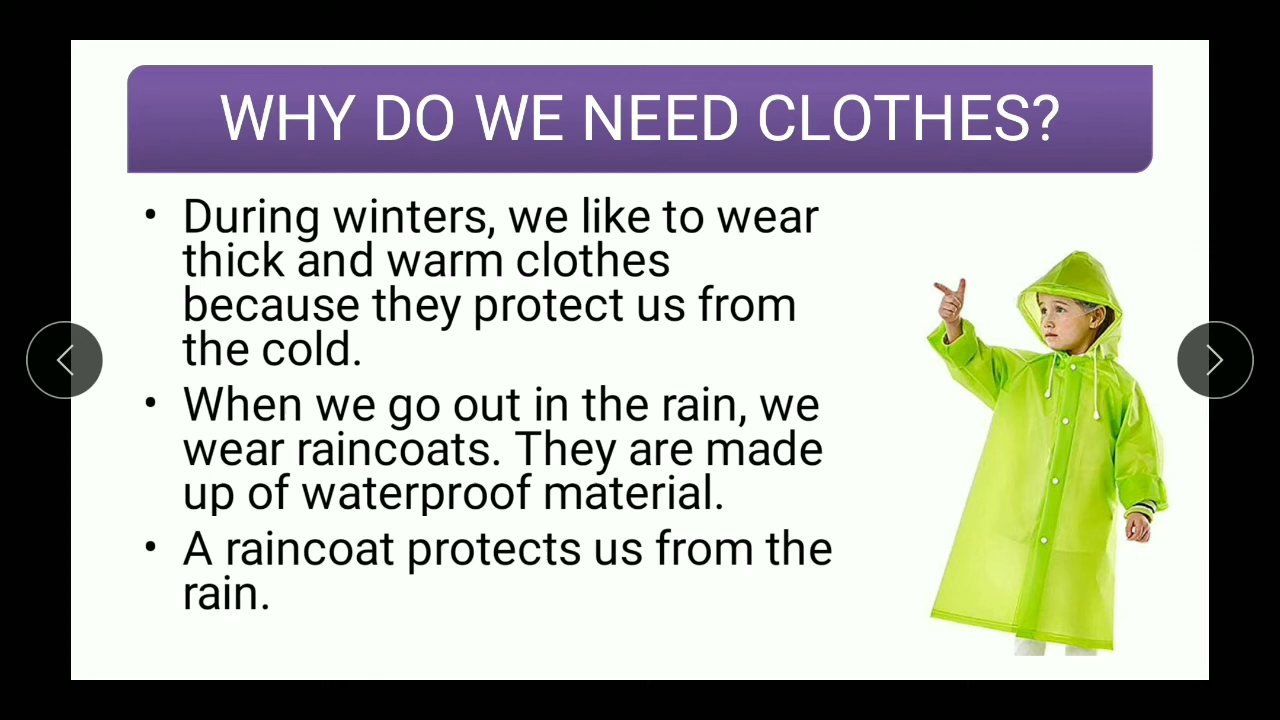 WHY DO WE NEED CLOTHES?
• During winters, we like to wear
thick and warm clothes
because they protect us from
the cold.
• When we go out in the rain, we
wear raincoats. They are made
up of waterproof material.
• A raincoat protects us from the
rain.